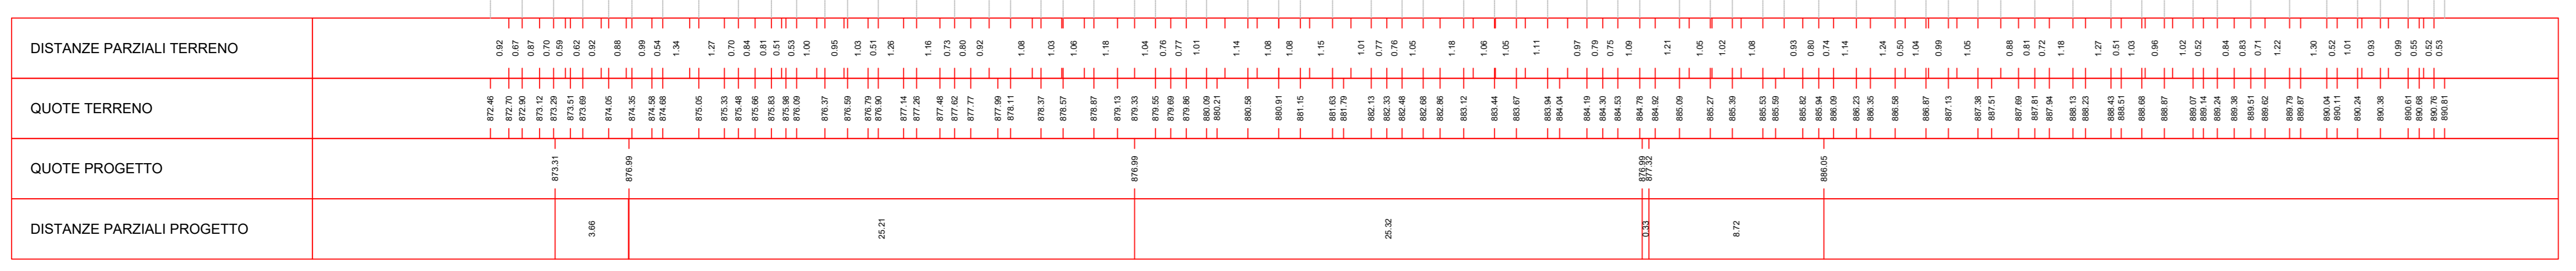 DISTANZE PARZIALI TERRENO
0.92 0.67 0.87 0.70 0.59 0.62 0.92 0.88 0.99 0.54 1.34 1.27 0.70 0.84 0.81 0.51 0.53 1.00 0.95 1.03 0.51 1.26 1.16 0.73 0.80 0.92 1.08 1.03 1.06 1.18 1.04 0.76 0.77 1.01 1.14 1.08 1.08 1.15 1.01 0.77 0.76 1.05 1.18 1.06 1.05 1.11 0.97 0.79 0.75 1.09 1.21 1.05 1.02 1.08 0.93 0.80 0.74 1.14 1.24 0.50 1.04 0.99 1.05 0.88 0.81 0.72 1.18 1.27 0.51 1.03 0.96 1.02 0.52 0.84 0.83 0.71 1.22 1.30 0.52 1.01 0.93 0.99 0.55 0.52 0.53
QUOTE TERRENO
872.46 872.70 872.90 873.12 873.29 873.51 873.69 874.05 874.35 874.58 874.68 875.05 875.33 875.48 875.66 875.83 875.98 876.09 876.37 876.59 876.79 876.90 877.14 877.26 877.48 877.62 877.77 877.99 878.11 878.37 878.57 878.87 879.13 879.33 879.55 879.69 879.86 880.09 880.21 880.58 880.91 881.15 881.63 881.79 882.13 882.33 882.48 882.68 882.86 883.12 883.44 883.67 883.94 884.04 884.19 884.30 884.53 884.78 884.92 885.09 885.27 885.39 885.53 885.59 885.82 885.94 886.09 886.23 886.35 886.58 886.87 887.13 887.38 887.51 887.69 887.81 887.94 888.13 888.23 888.43 888.51 888.68 888.87 889.07 889.14 889.24 889.38 889.51 889.62 889.79 889.87 890.04 890.11 890.24 890.38 890.61 890.68 890.76 890.81
QUOTE PROGETTO
873.31 876.99 876.99 876.99 877.32 886.05
DISTANZE PARZIALI PROGETTO
3.66 25.21 25.32 0.33 8.72